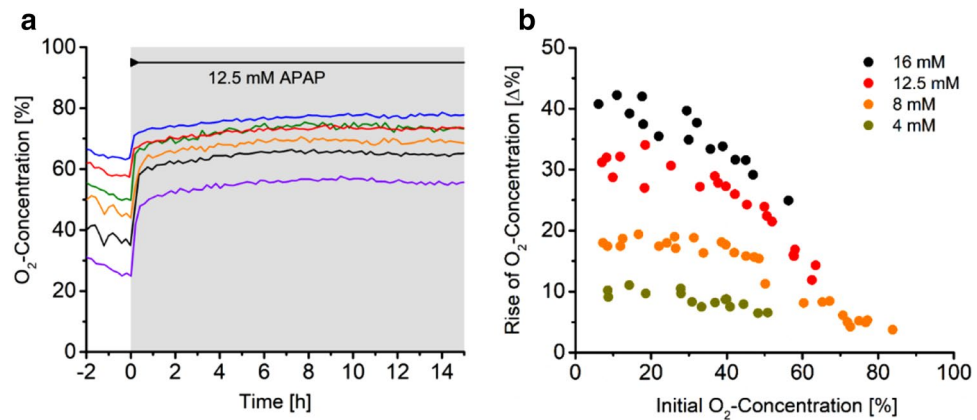 a
12.5 mM APAP
O₂-Concentration [%]
100
80
60
40
20
0
-2 0 2 4 6 8 10 12 14
Time [h]
b
16 mM
12.5 mM
8 mM
4 mM
Rise of O₂-Concentration [Δ%]
50
40
30
20
10
0
0 20 40 60 80 100
Initial O₂-Concentration [%]